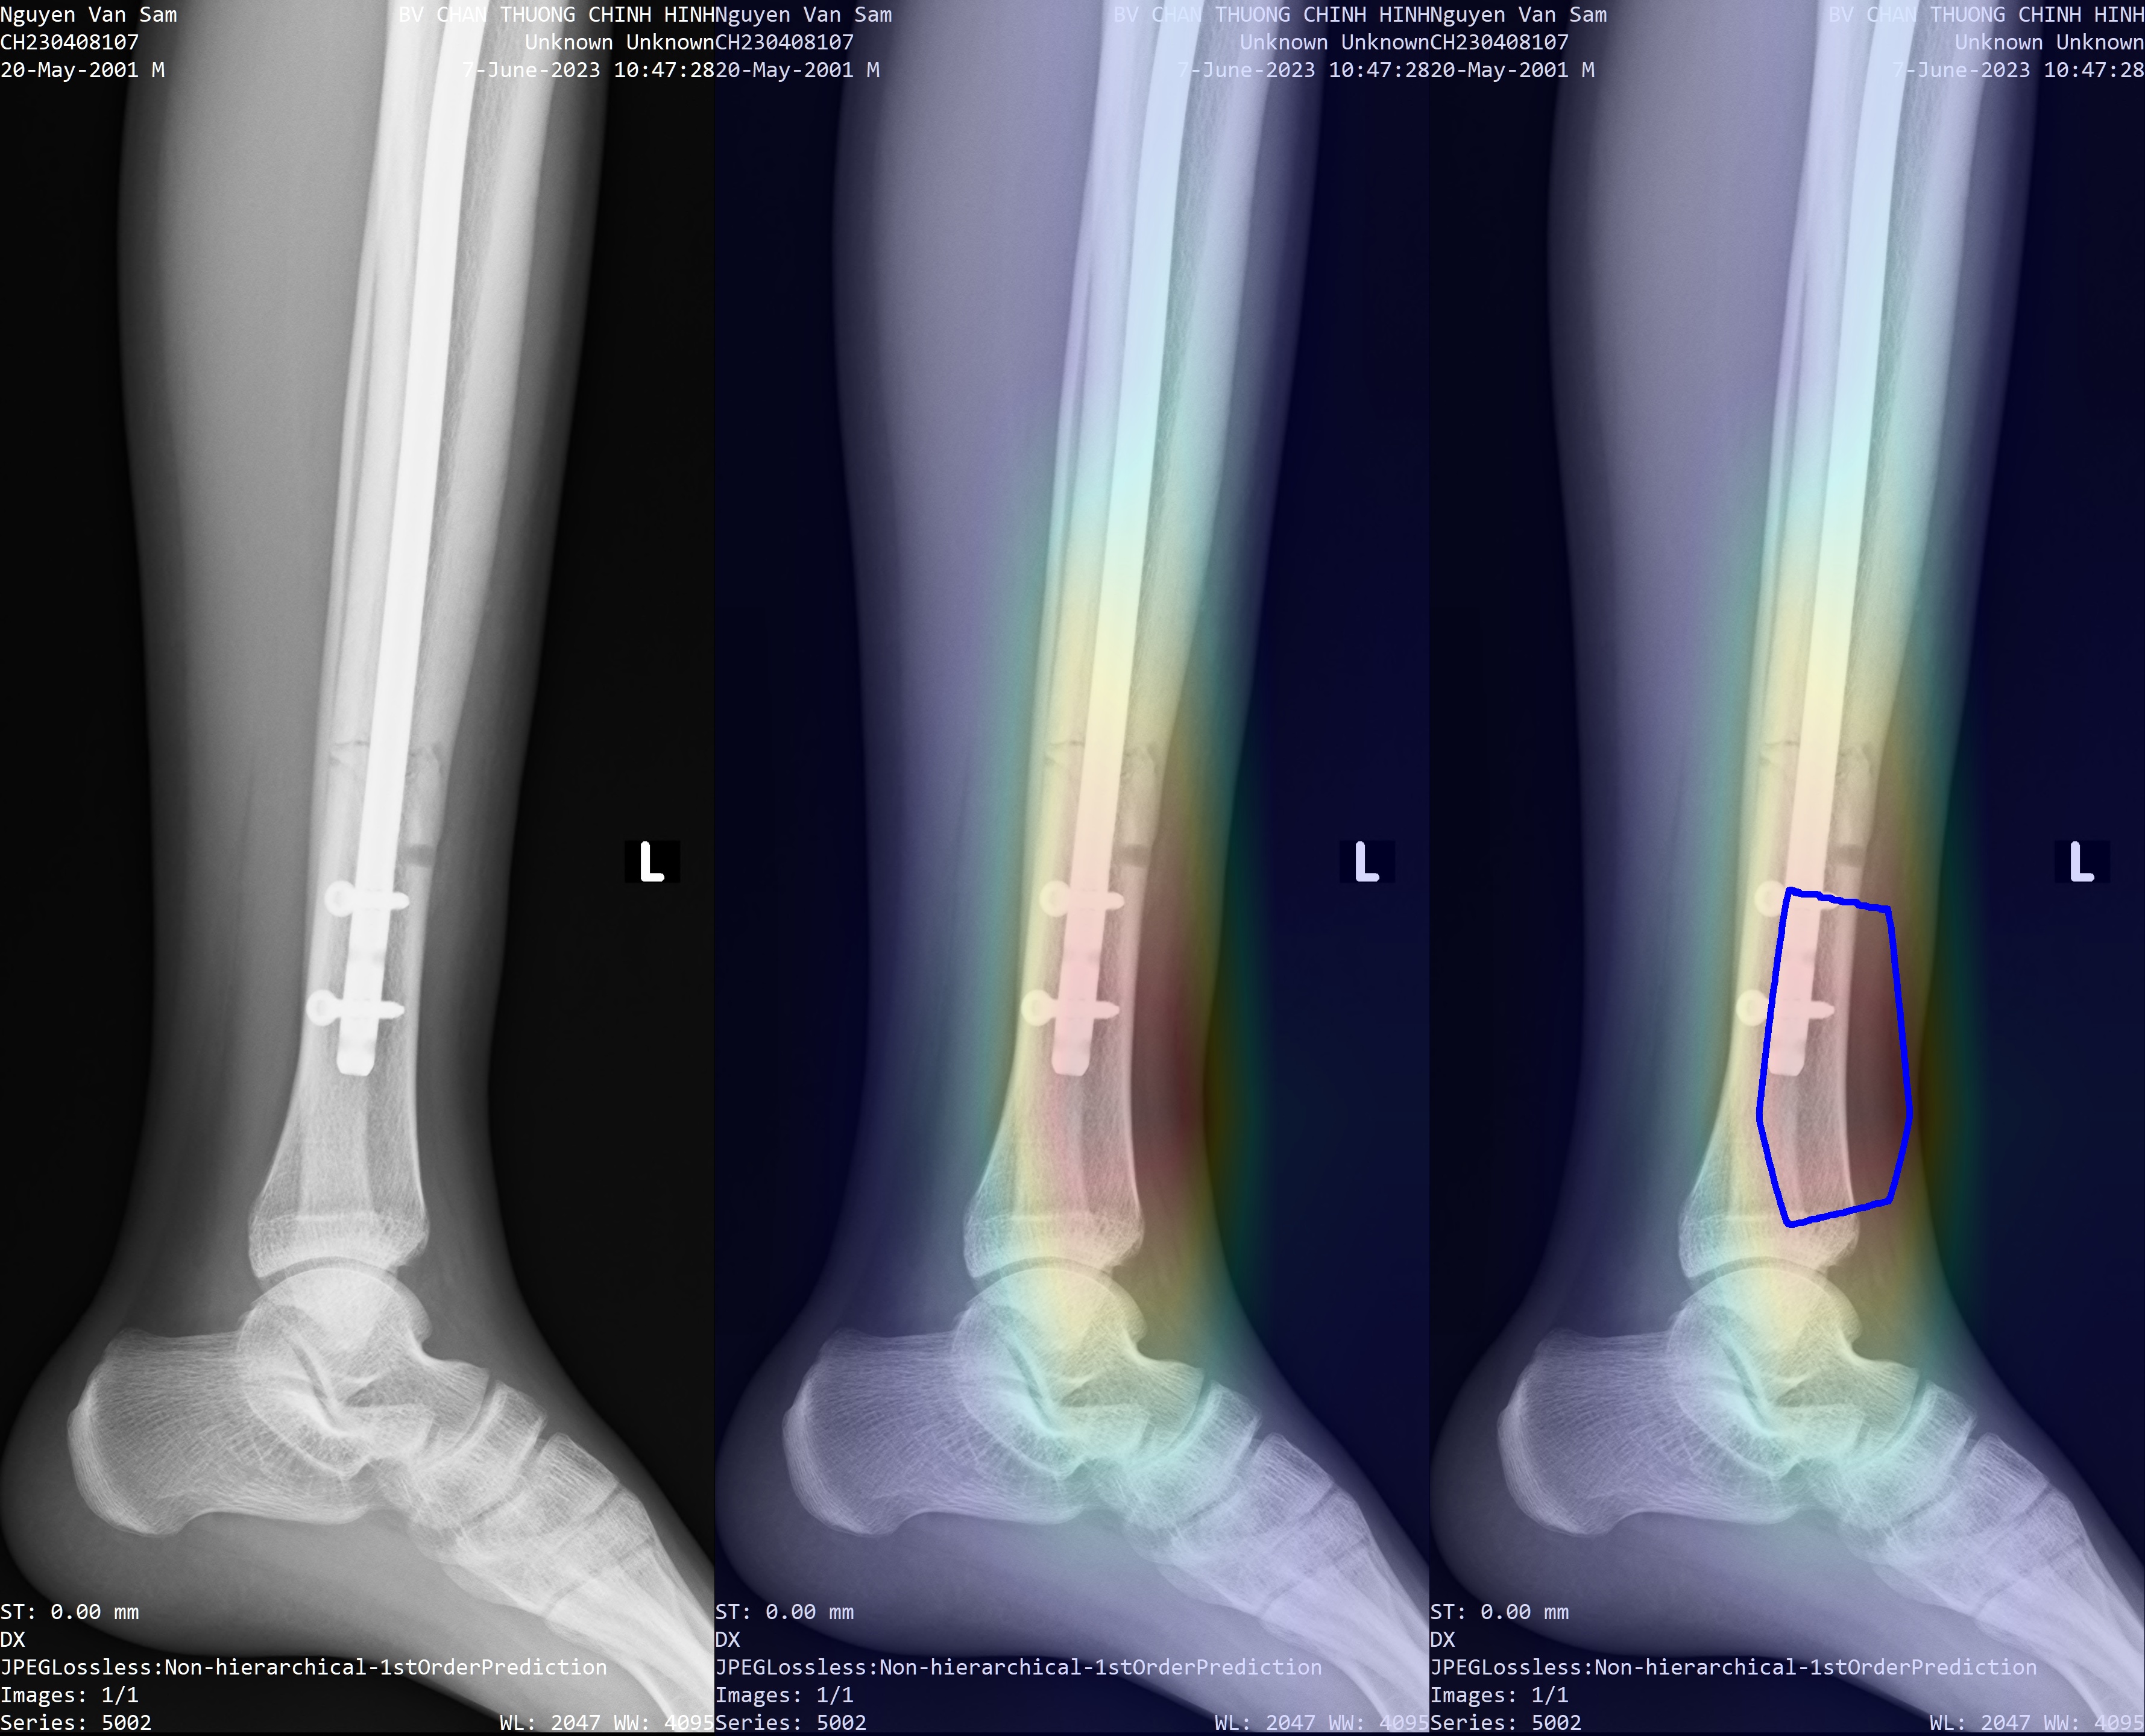 Nguyen Van Sam
CH230408107
20-May-2001 M
BV CHAN THUONG CHINH HINH
Unknown Unknown
7-June-2023 10:47:28
L
ST: 0.00 mm
DX
JPEGLossless:Non-hierarchical-1stOrderPrediction
Images: 1/1
Series: 5002
WL: 2047 WW: 4095
Nguyen Van Sam
CH230408107
20-May-2001 M
BV CHAN THUONG CHINH HINH
Unknown Unknown
7-June-2023 10:47:28
L
ST: 0.00 mm
DX
JPEGLossless:Non-hierarchical-1stOrderPrediction
Images: 1/1
Series: 5002
WL: 2047 WW: 4095
Nguyen Van Sam
CH230408107
20-May-2001 M
BV CHAN THUONG CHINH HINH
Unknown Unknown
7-June-2023 10:47:28
L
ST: 0.00 mm
DX
JPEGLossless:Non-hierarchical-1stOrderPrediction
Images: 1/1
Series: 5002
WL: 2047 WW: 4095